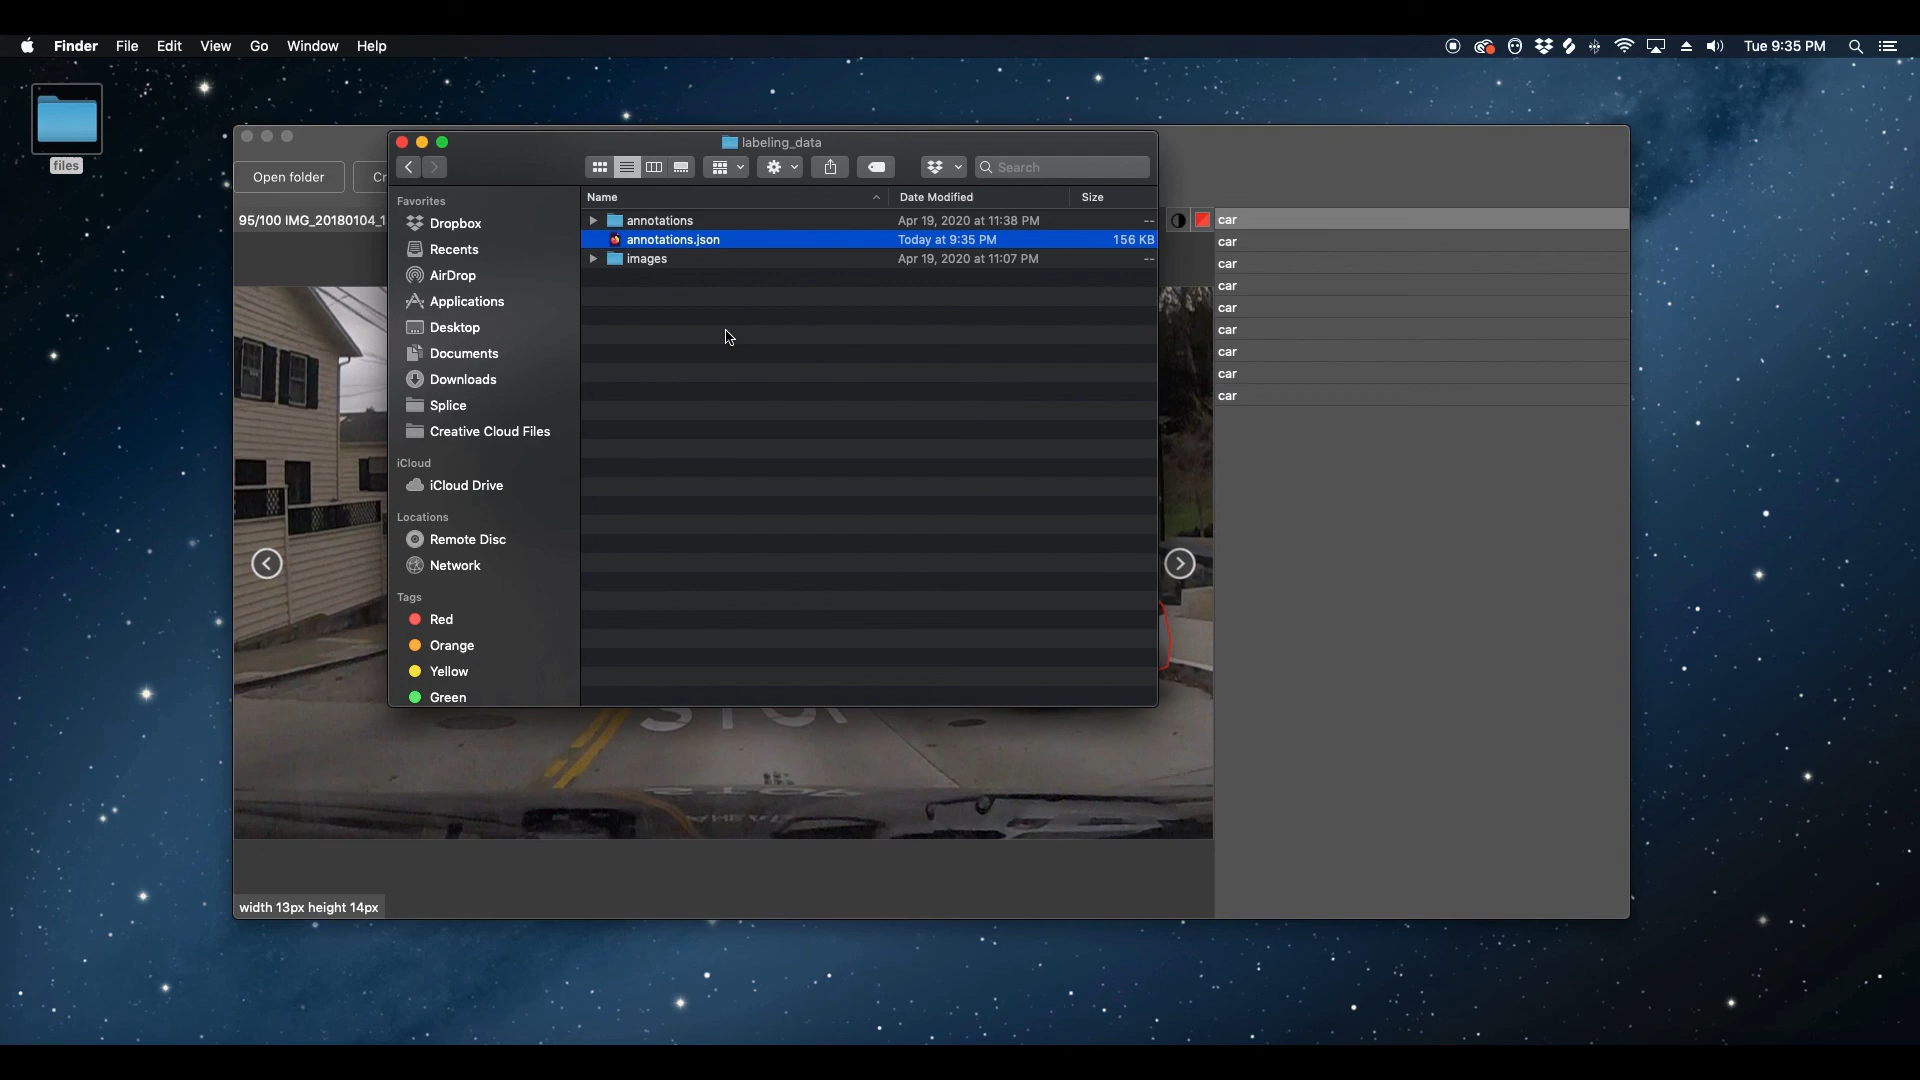 Finder File Edit View Go Window Help
Tue 9:35 PM
files
labeling_data
Open folder
Cr
Search
95/100 IMG_20180104_1
Favorites
Dropbox
Recents
AirDrop
Applications
Desktop
Documents
Downloads
Splice
Creative Cloud Files
iCloud
iCloud Drive
Locations
Remote Disc
Network
Tags
Red
Orange
Yellow
Green
Name Date Modified Size
annotations Apr 19, 2020 at 11:38 PM --
annotations.json Today at 9:35 PM 156 KB
images Apr 19, 2020 at 11:07 PM --
car
car
car
car
car
car
car
car
car
STOP
width 13px height 14px